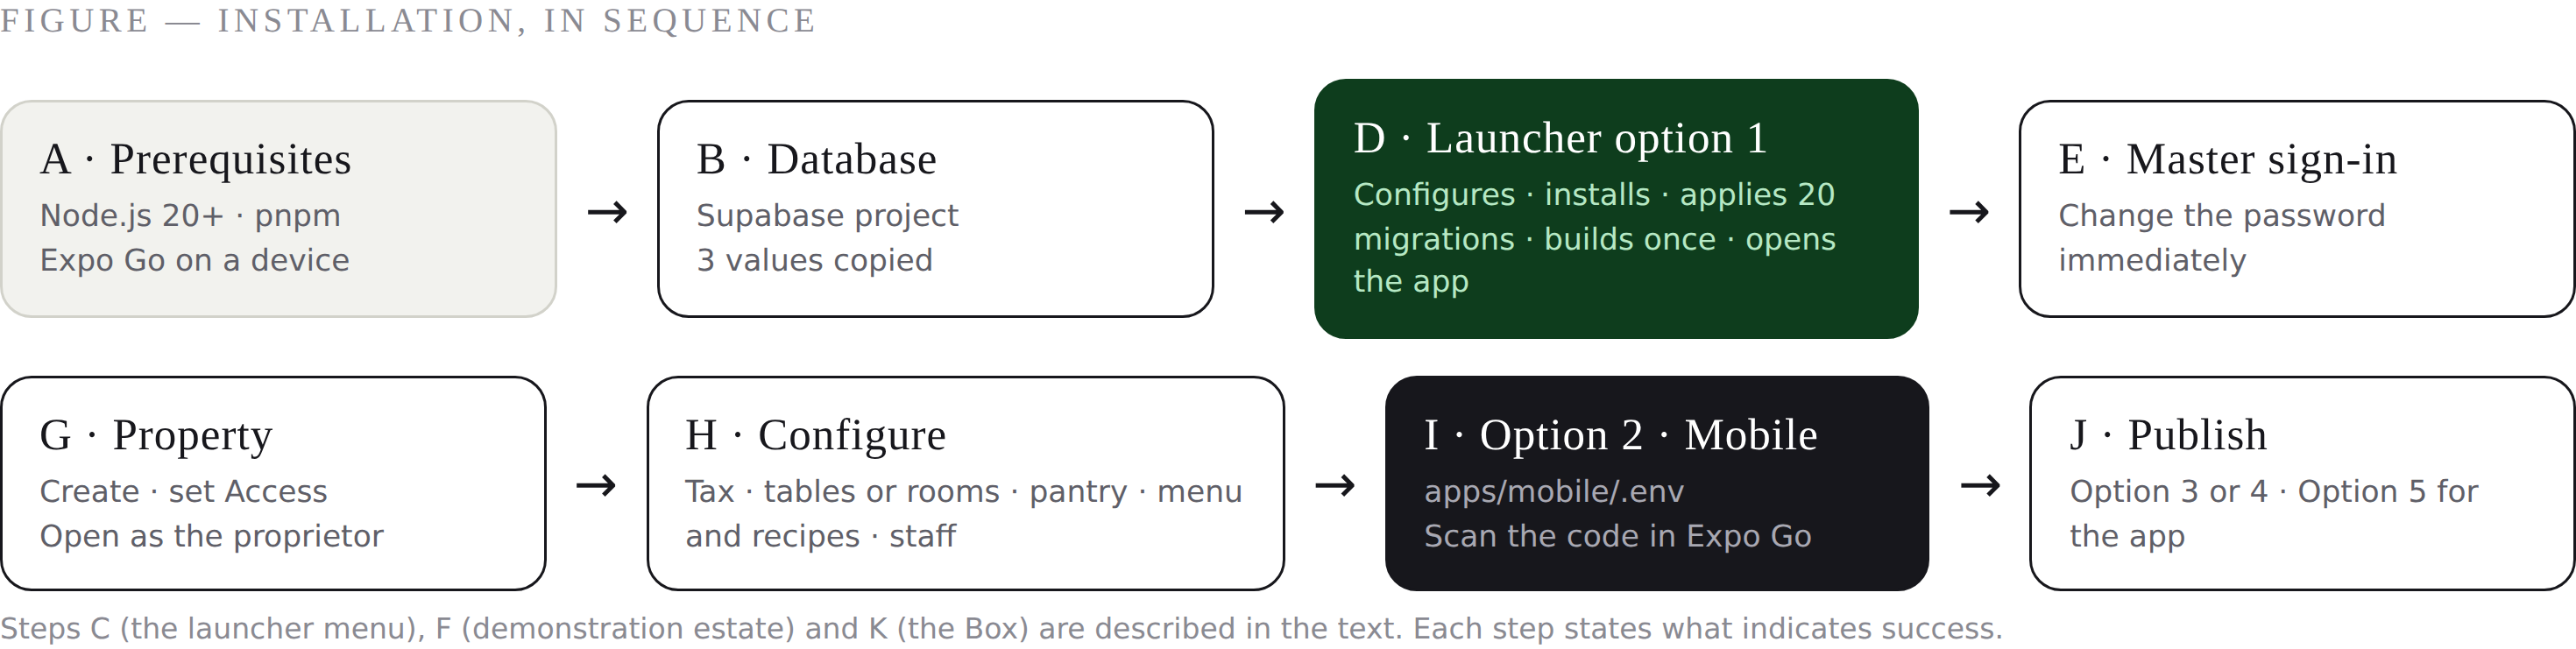 FIGURE — INSTALLATION, IN SEQUENCE
A · Prerequisites
Node.js 20+ · pnpm
Expo Go on a device
→
B · Database
Supabase project
3 values copied
→
D · Launcher option 1
Configures · installs · applies 20
migrations · builds once · opens
the app
→
E · Master sign-in
Change the password
immediately
G · Property
Create · set Access
Open as the proprietor
→
H · Configure
Tax · tables or rooms · pantry · menu
and recipes · staff
→
I · Option 2 · Mobile
apps/mobile/.env
Scan the code in Expo Go
→
J · Publish
Option 3 or 4 · Option 5 for
the app
Steps C (the launcher menu), F (demonstration estate) and K (the Box) are described in the text. Each step states what indicates success.